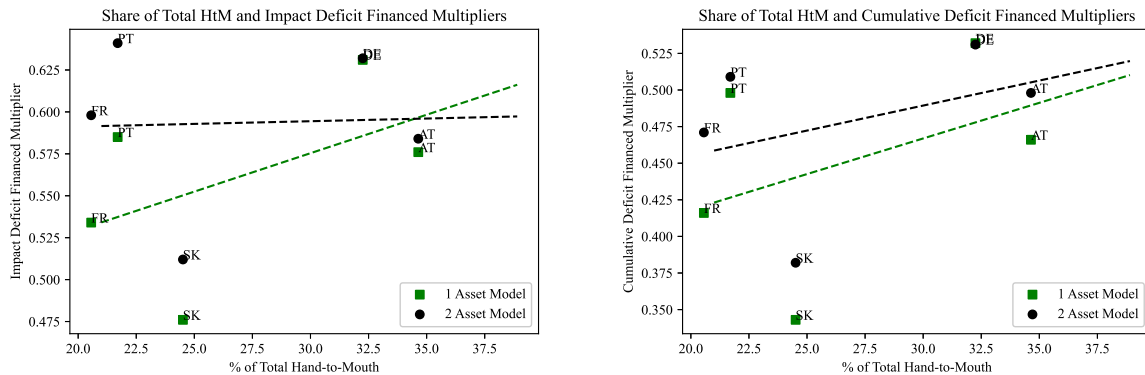 Share of Total HtM and Impact Deficit Financed Multipliers
Impact Deficit Financed Multiplier
0.625
0.600
0.575
0.550
0.525
0.500
0.475
PT
DE
DE
FR
PT
AT
AT
FR
SK
SK
1 Asset Model
2 Asset Model
20.0 22.5 25.0 27.5 30.0 32.5 35.0 37.5
% of Total Hand-to-Mouth
Share of Total HtM and Cumulative Deficit Financed Multipliers
Cumulative Deficit Financed Multiplier
0.525
0.500
0.475
0.450
0.425
0.400
0.375
0.350
DE
DE
PT
PT
AT
FR
AT
FR
SK
SK
1 Asset Model
2 Asset Model
20.0 22.5 25.0 27.5 30.0 32.5 35.0 37.5
% of Total Hand-to-Mouth